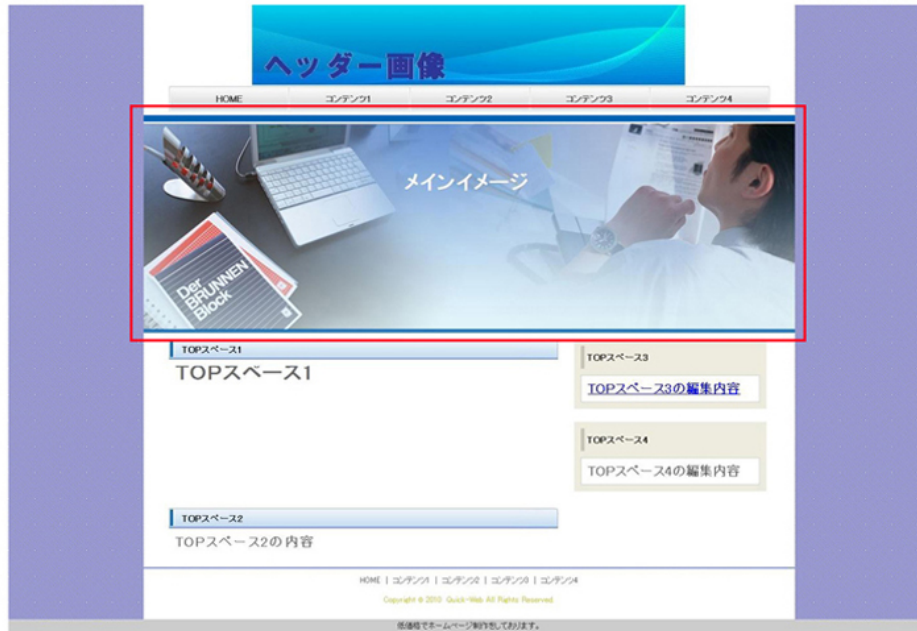 ヘッダー画像
HOME コンテンツ1 コンテンツ2 コンテンツ3 コンテンツ4
メインイメージ
Der
BRUNNEN
Block
TOPスペース1
TOPスペース1
TOPスペース3
TOPスペース3の編集内容
TOPスペース4
TOPスペース4の編集内容
TOPスペース2
TOPスペース2の内容
HOME | コンテンツ1 | コンテンツ2 | コンテンツ3 | コンテンツ4
Copyright © 2010 Quick-Web All Rights Reserved.
低価格でホームページ制作をしております。